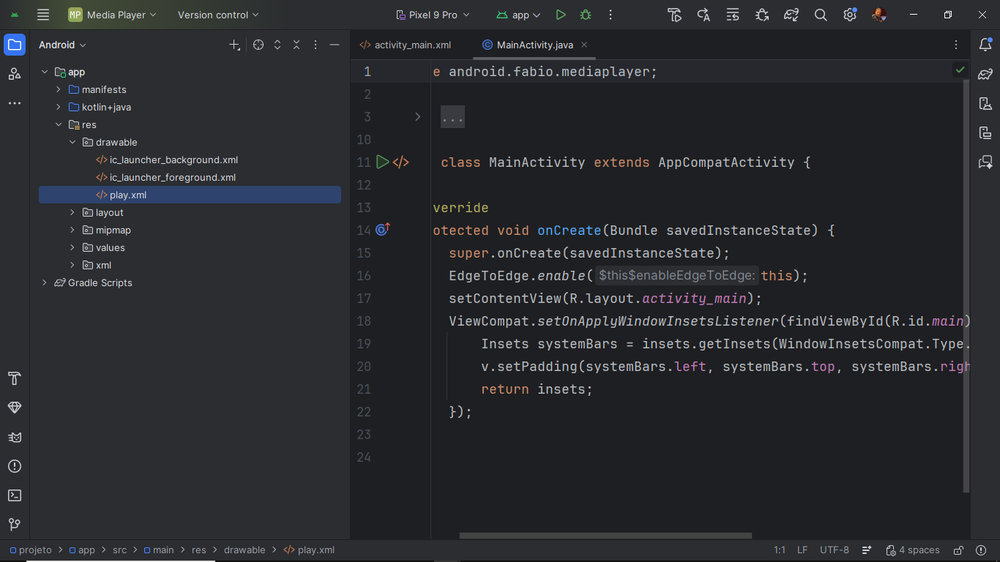 MP Media Player Version control Pixel 9 Pro app
Android
activity_main.xml MainActivity.java
app
manifests
kotlin+java
res
drawable
ic_launcher_background.xml
ic_launcher_foreground.xml
play.xml
layout
mipmap
values
xml
Gradle Scripts
1 e android.fabio.mediaplayer;
2
3 ...
10
11 class MainActivity extends AppCompatActivity {
12
13 verride
14 otected void onCreate(Bundle savedInstanceState) {
15 super.onCreate(savedInstanceState);
16 EdgeToEdge.enable( $this$enableEdgeToEdge: this);
17 setContentView(R.layout.activity_main);
18 ViewCompat.setOnApplyWindowInsetsListener(findViewById(R.id.main)
19 Insets systemBars = insets.getInsets(WindowInsetsCompat.Type.
20 v.setPadding(systemBars.left, systemBars.top, systemBars.righ
21 return insets;
22 });
23
24
projeto > app > src > main > res > drawable > play.xml 1:1 LF UTF-8 4 spaces